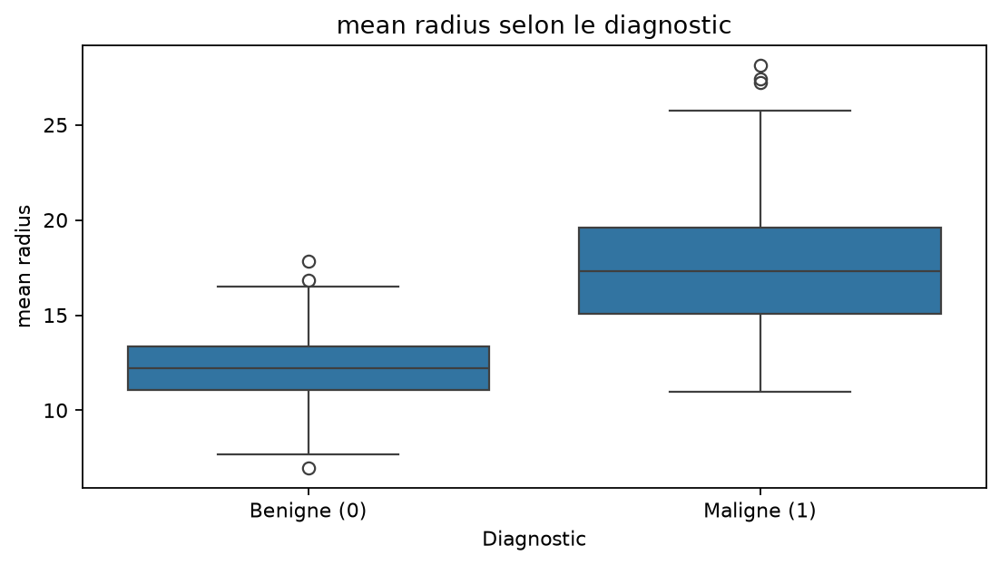 mean radius selon le diagnostic
mean radius
25
20
15
10
Benigne (0)
Maligne (1)
Diagnostic